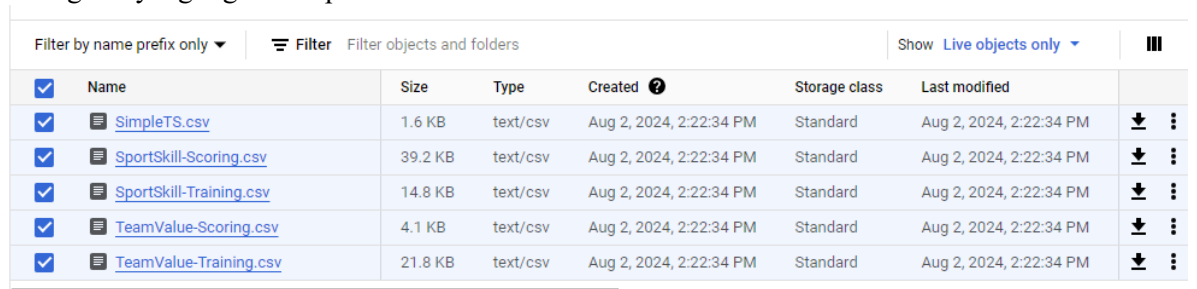 Filter by name prefix only Filter Filter objects and folders Show Live objects only
Name Size Type Created Storage class Last modified
SimpleTS.csv 1.6 KB text/csv Aug 2, 2024, 2:22:34 PM Standard Aug 2, 2024, 2:22:34 PM
SportSkill-Scoring.csv 39.2 KB text/csv Aug 2, 2024, 2:22:34 PM Standard Aug 2, 2024, 2:22:34 PM
SportSkill-Training.csv 14.8 KB text/csv Aug 2, 2024, 2:22:34 PM Standard Aug 2, 2024, 2:22:34 PM
TeamValue-Scoring.csv 4.1 KB text/csv Aug 2, 2024, 2:22:34 PM Standard Aug 2, 2024, 2:22:34 PM
TeamValue-Training.csv 21.8 KB text/csv Aug 2, 2024, 2:22:34 PM Standard Aug 2, 2024, 2:22:34 PM